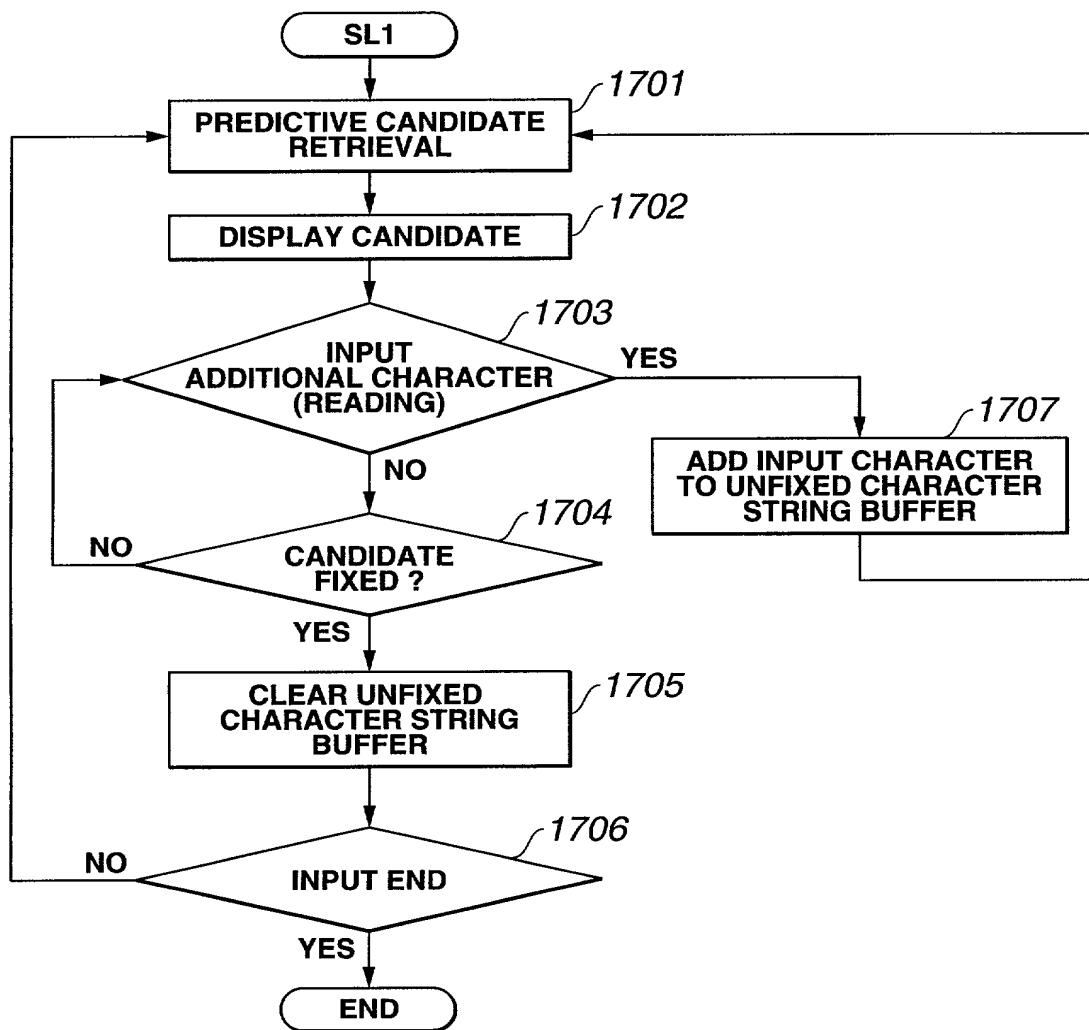 SL1
1701
PREDICTIVE CANDIDATE
RETRIEVAL
1702
DISPLAY CANDIDATE
1703
INPUT
ADDITIONAL CHARACTER
(READING)
YES
NO
1707
ADD INPUT CHARACTER
TO UNFIXED CHARACTER
STRING BUFFER
1704
NO
CANDIDATE
FIXED ?
YES
1705
CLEAR UNFIXED
CHARACTER STRING
BUFFER
1706
NO
INPUT END
YES
END